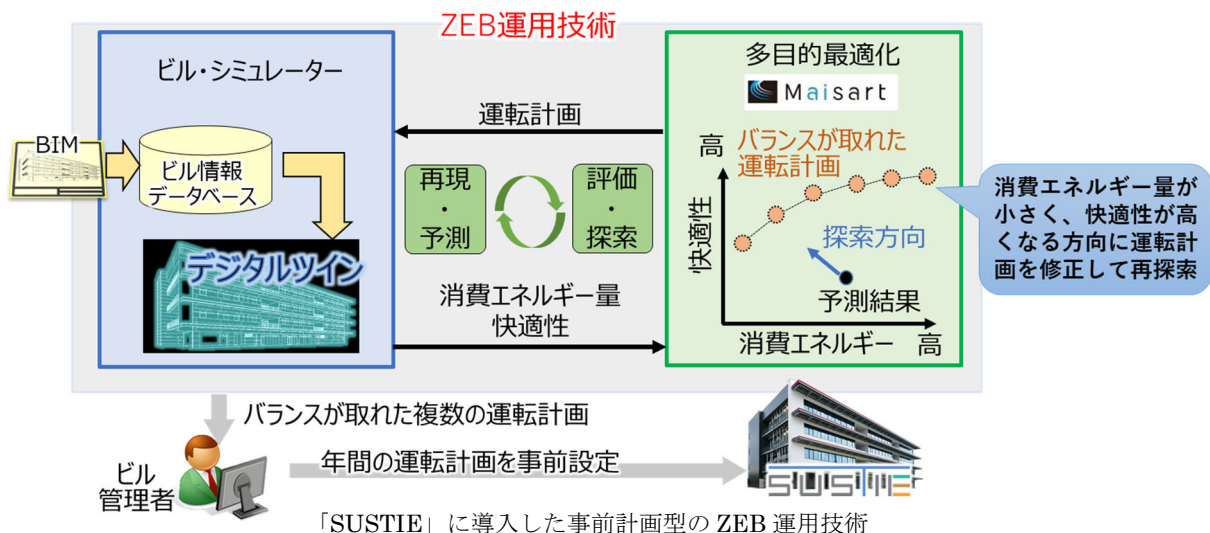 ZEB運用技術
ビル・シミュレーター
BIM
ビル情報
データベース
デジタルツイン
運転計画
再現
・
予測
評価
・
探索
消費エネルギー量
快適性
多目的最適化
Maisart
高
バランスが取れた
運転計画
快適性
探索方向
予測結果
消費エネルギー 高
消費エネルギー量が
小さく、快適性が高
くなる方向に運転計
画を修正して再探索
バランスが取れた複数の運転計画
ビル
管理者
年間の運転計画を事前設定
SUSTIE
「SUSTIE」に導入した事前計画型の ZEB 運用技術